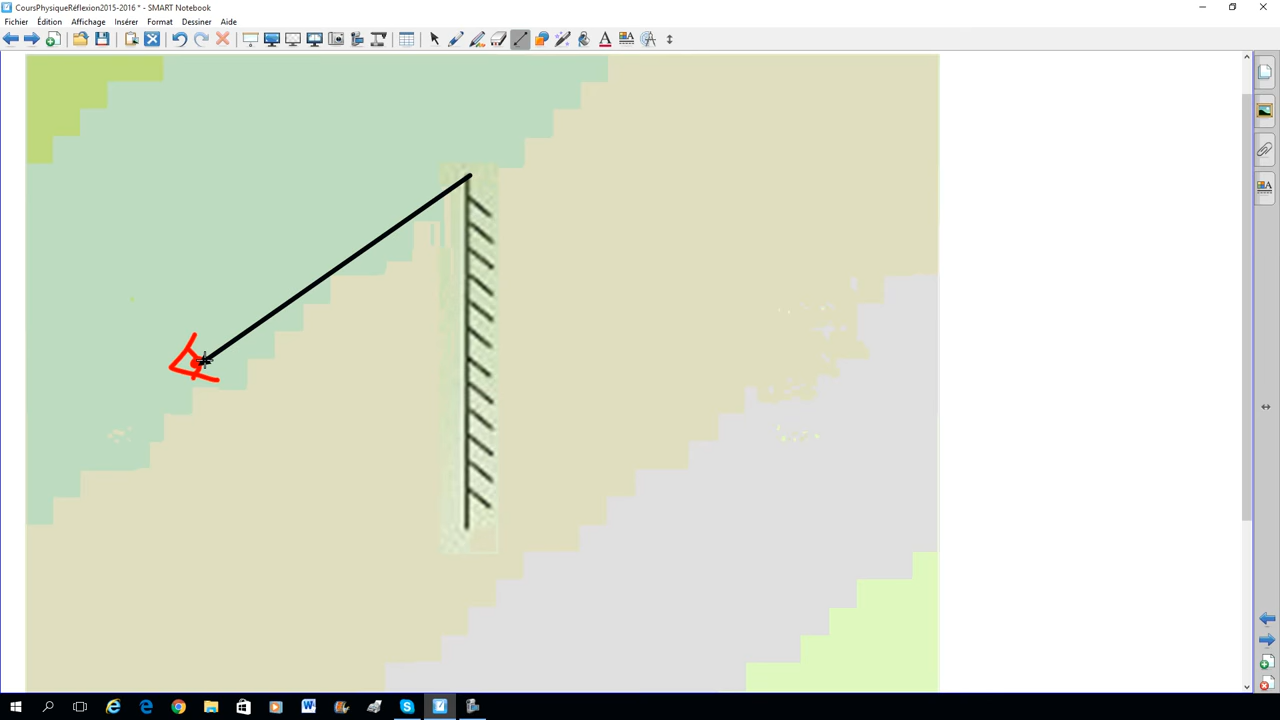 CoursPhysiqueRéflexion2015-2016 * - SMART Notebook
Fichier Édition Affichage Insérer Format Dessiner Aide